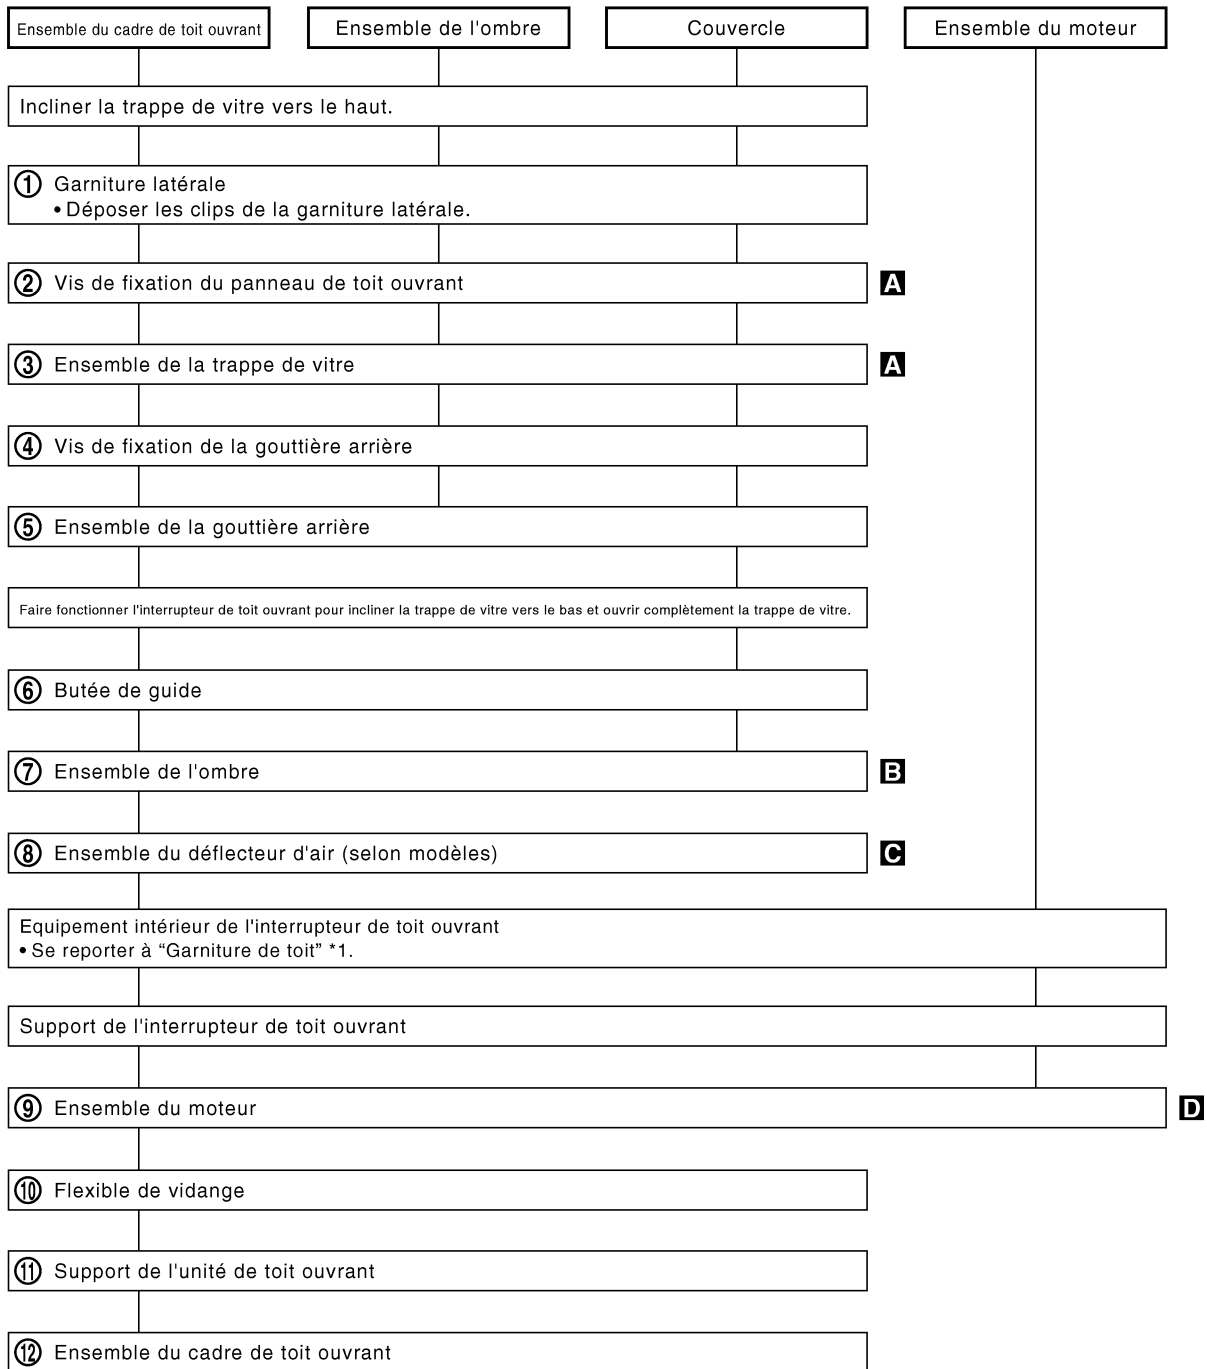 Ensemble du cadre de toit ouvrant
Ensemble de l'ombre
Couvercle
Ensemble du moteur
Incliner la trappe de vitre vers le haut.
① Garniture latérale
• Déposer les clips de la garniture latérale.
② Vis de fixation du panneau de toit ouvrant
A
③ Ensemble de la trappe de vitre
A
④ Vis de fixation de la gouttière arrière
⑤ Ensemble de la gouttière arrière
Faire fonctionner l'interrupteur de toit ouvrant pour incliner la trappe de vitre vers le bas et ouvrir complètement la trappe de vitre.
⑥ Butée de guide
⑦ Ensemble de l'ombre
B
⑧ Ensemble du déflecteur d'air (selon modèles)
C
Equipement intérieur de l'interrupteur de toit ouvrant
• Se reporter à “Garniture de toit” *1.
Support de l'interrupteur de toit ouvrant
⑨ Ensemble du moteur
D
⑩ Flexible de vidange
⑪ Support de l'unité de toit ouvrant
⑫ Ensemble du cadre de toit ouvrant